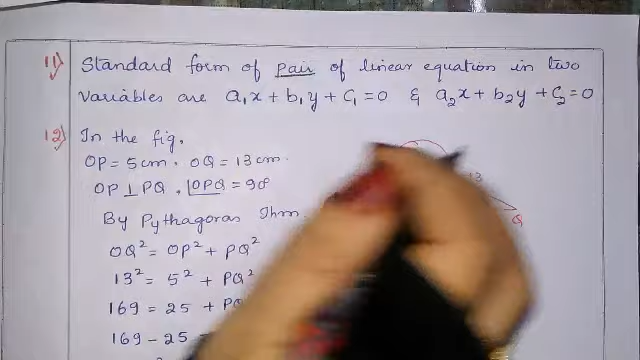 11) Standard form of pair of linear equation in two
variables are a₁x + b₁y + c₁ = 0 & a₂x + b₂y + c₂ = 0
12) In the fig,
OP = 5cm. OQ = 13cm.
OP ⊥ PQ, ∠OPQ = 90°
By Pythagoras Thm.
OQ² = OP² + PQ²
13² = 5² + PQ²
169 = 25 + PQ
169 - 25
13
Q